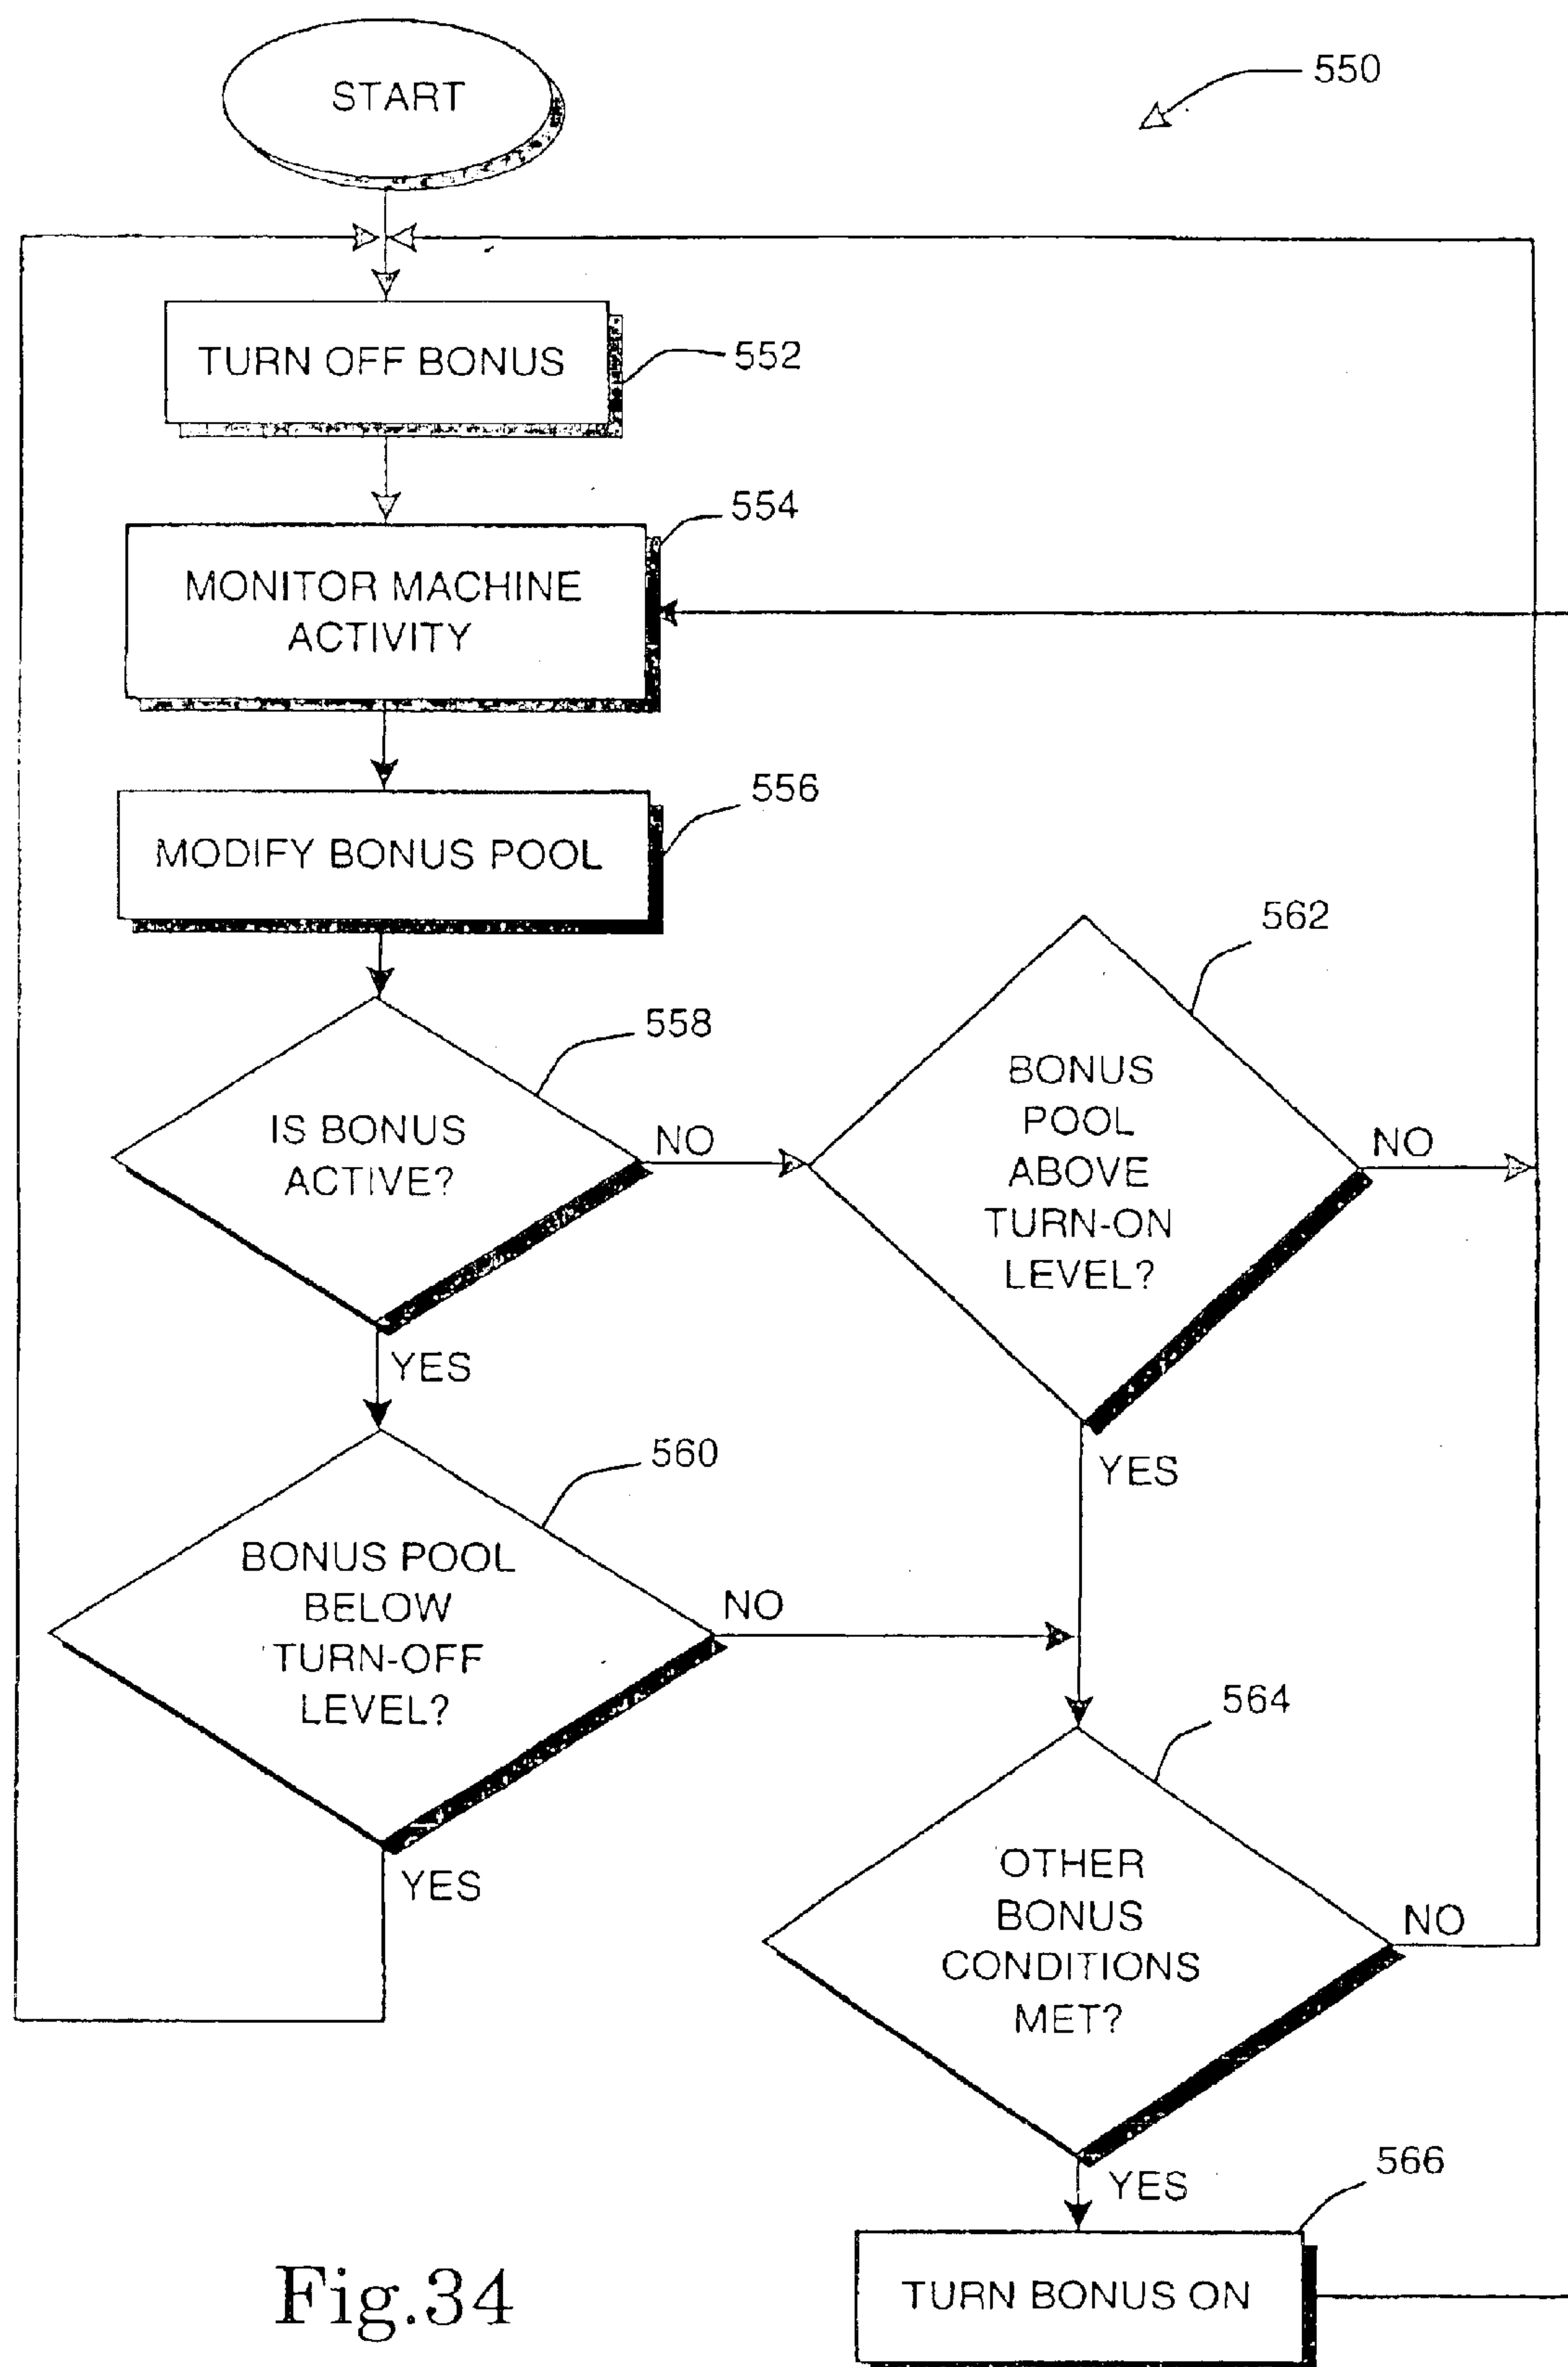 START
550
TURN OFF BONUS
552
554
MONITOR MACHINE
ACTIVITY
556
MODIFY BONUS POOL
562
558
IS BONUS
ACTIVE?
NO
BONUS
POOL
ABOVE
TURN-ON
LEVEL?
NO
YES
560
YES
BONUS POOL
BELOW
TURN-OFF
LEVEL?
NO
564
YES
OTHER
BONUS
CONDITIONS
MET?
NO
YES
566
TURN BONUS ON
Fig.34